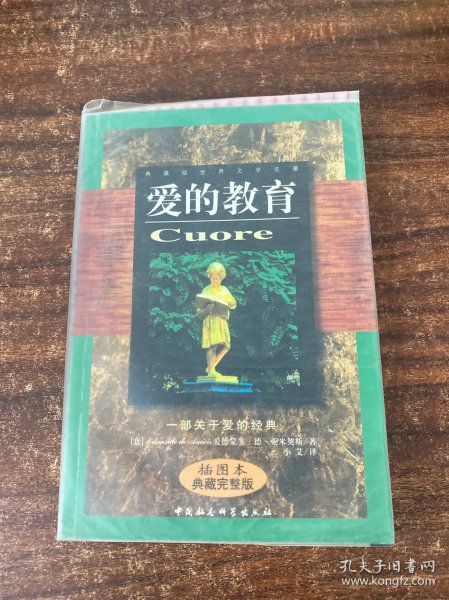 典藏版世界文学名著
爱的教育
Cuore
一部关于爱的经典
[意] Edmondo de Amicis 爱德蒙多·德·亚米契斯/著
小艾/译
插图本
典藏完整版
中国社会科学出版社
孔夫子旧书网
www.kongfz.com